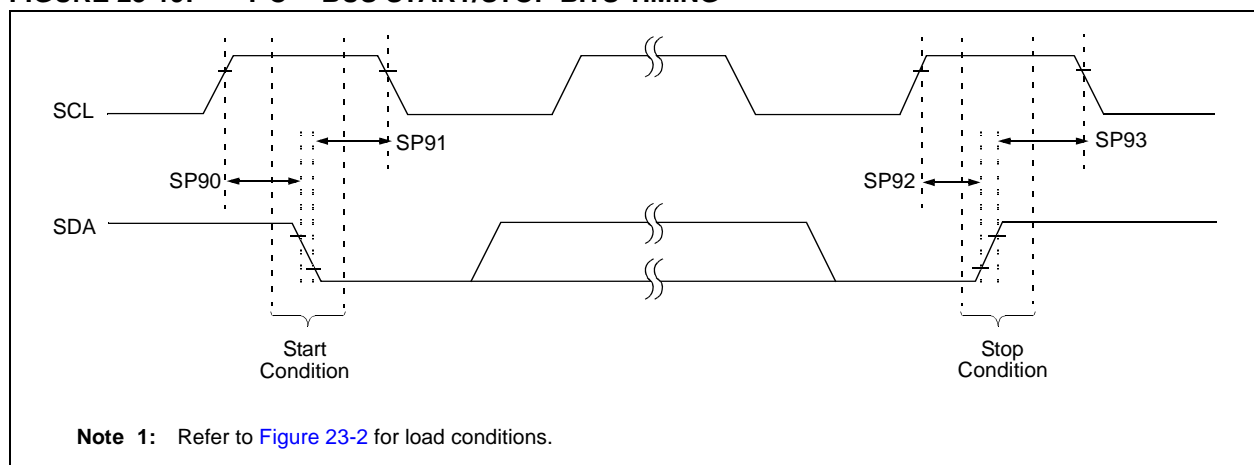 SCL
SP91
SP93
SP90
SP92
SDA
Start
Condition
Stop
Condition
Note 1: Refer to Figure 23-2 for load conditions.